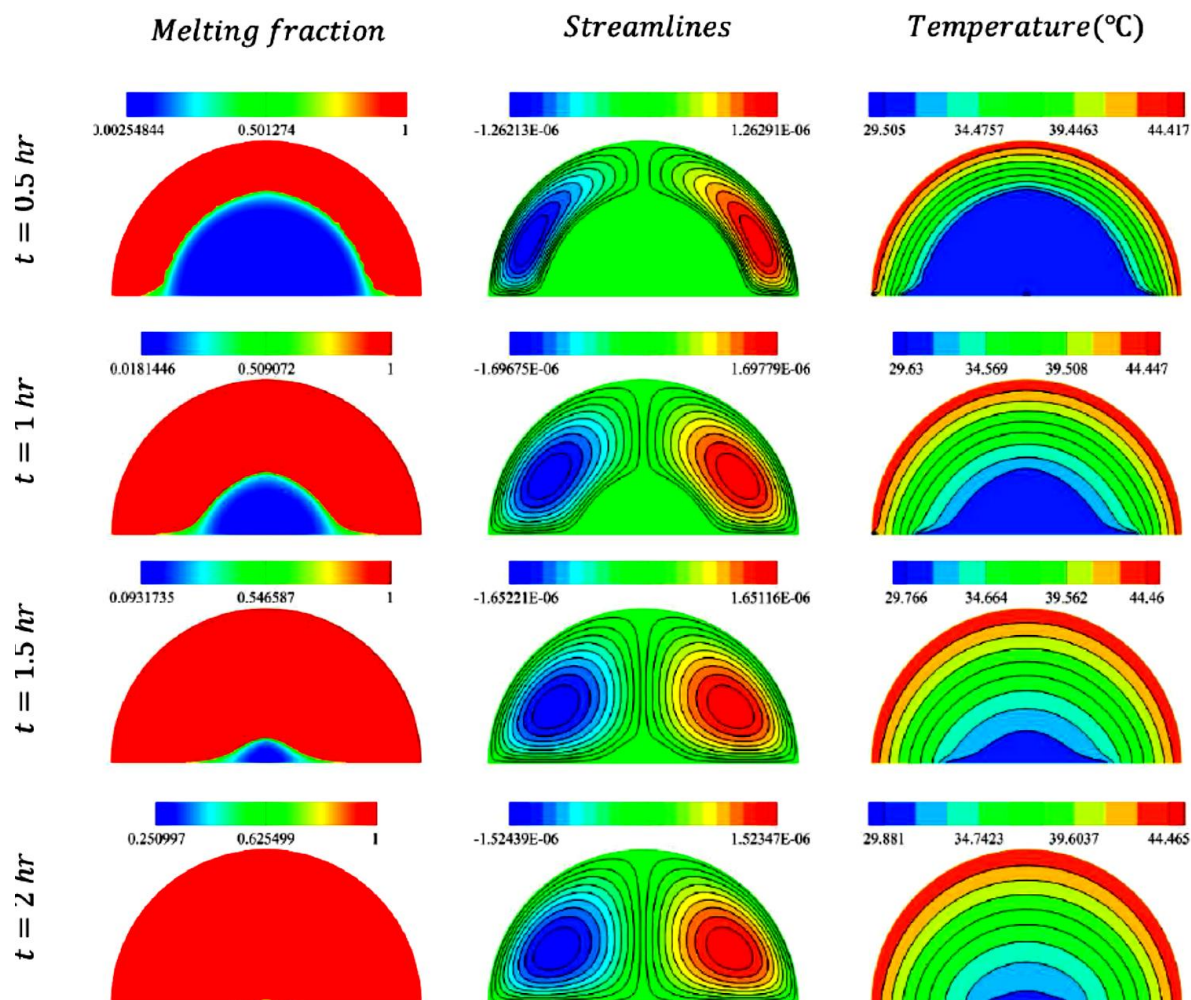 Melting fraction Streamlines Temperature(℃)
t = 0.5 hr
0.00254844 0.501274 1
-1.26213E-06 1.26291E-06
29.505 34.4757 39.4463 44.417
t = 1 hr
0.0181446 0.509072 1
-1.69675E-06 1.69779E-06
29.63 34.569 39.508 44.447
t = 1.5 hr
0.0931735 0.546587 1
-1.65221E-06 1.65116E-06
29.766 34.664 39.562 44.46
t = 2 hr
0.250997 0.625499 1
-1.52439E-06 1.52347E-06
29.881 34.7423 39.6037 44.465